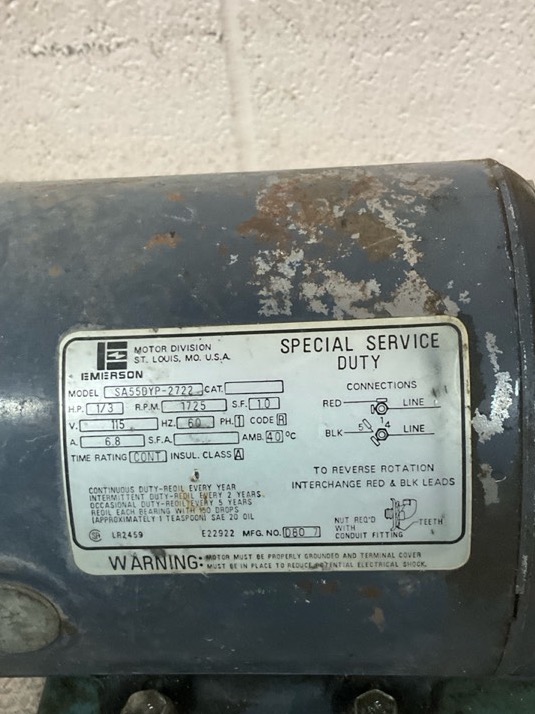 MOTOR DIVISION
ST. LOUIS, MO. U.S.A.
EMERSON
SPECIAL SERVICE
DUTY
MODEL SA55DYP-2722 CAT.
H.P. 1/3 R.P.M. 1725 S.F. 1.0
V. 115 HZ. 60 PH. 1 CODE R
A. 6.8 S.F.A. AMB. 40 °C
TIME RATING CONT. INSUL. CLASS A
CONNECTIONS
RED LINE
5 1 4
BLK LINE
TO REVERSE ROTATION
INTERCHANGE RED & BLK LEADS
CONTINUOUS DUTY-REOIL EVERY YEAR
INTERMITTENT DUTY-REOIL EVERY 2 YEARS
OCCASIONAL DUTY-REOIL EVERY 5 YEARS
REOIL EACH BEARING WITH DROPS
(APPROXIMATELY 1 TEASPOON) SAE 20 OIL
NUT REQ'D
WITH TEETH
CONDUIT FITTING
LR2459 E22922 MFG. NO. D80 7
WARNING: MOTOR MUST BE PROPERLY GROUNDED AND TERMINAL COVER
MUST BE IN PLACE TO REDUCE POTENTIAL ELECTRICAL SHOCK.